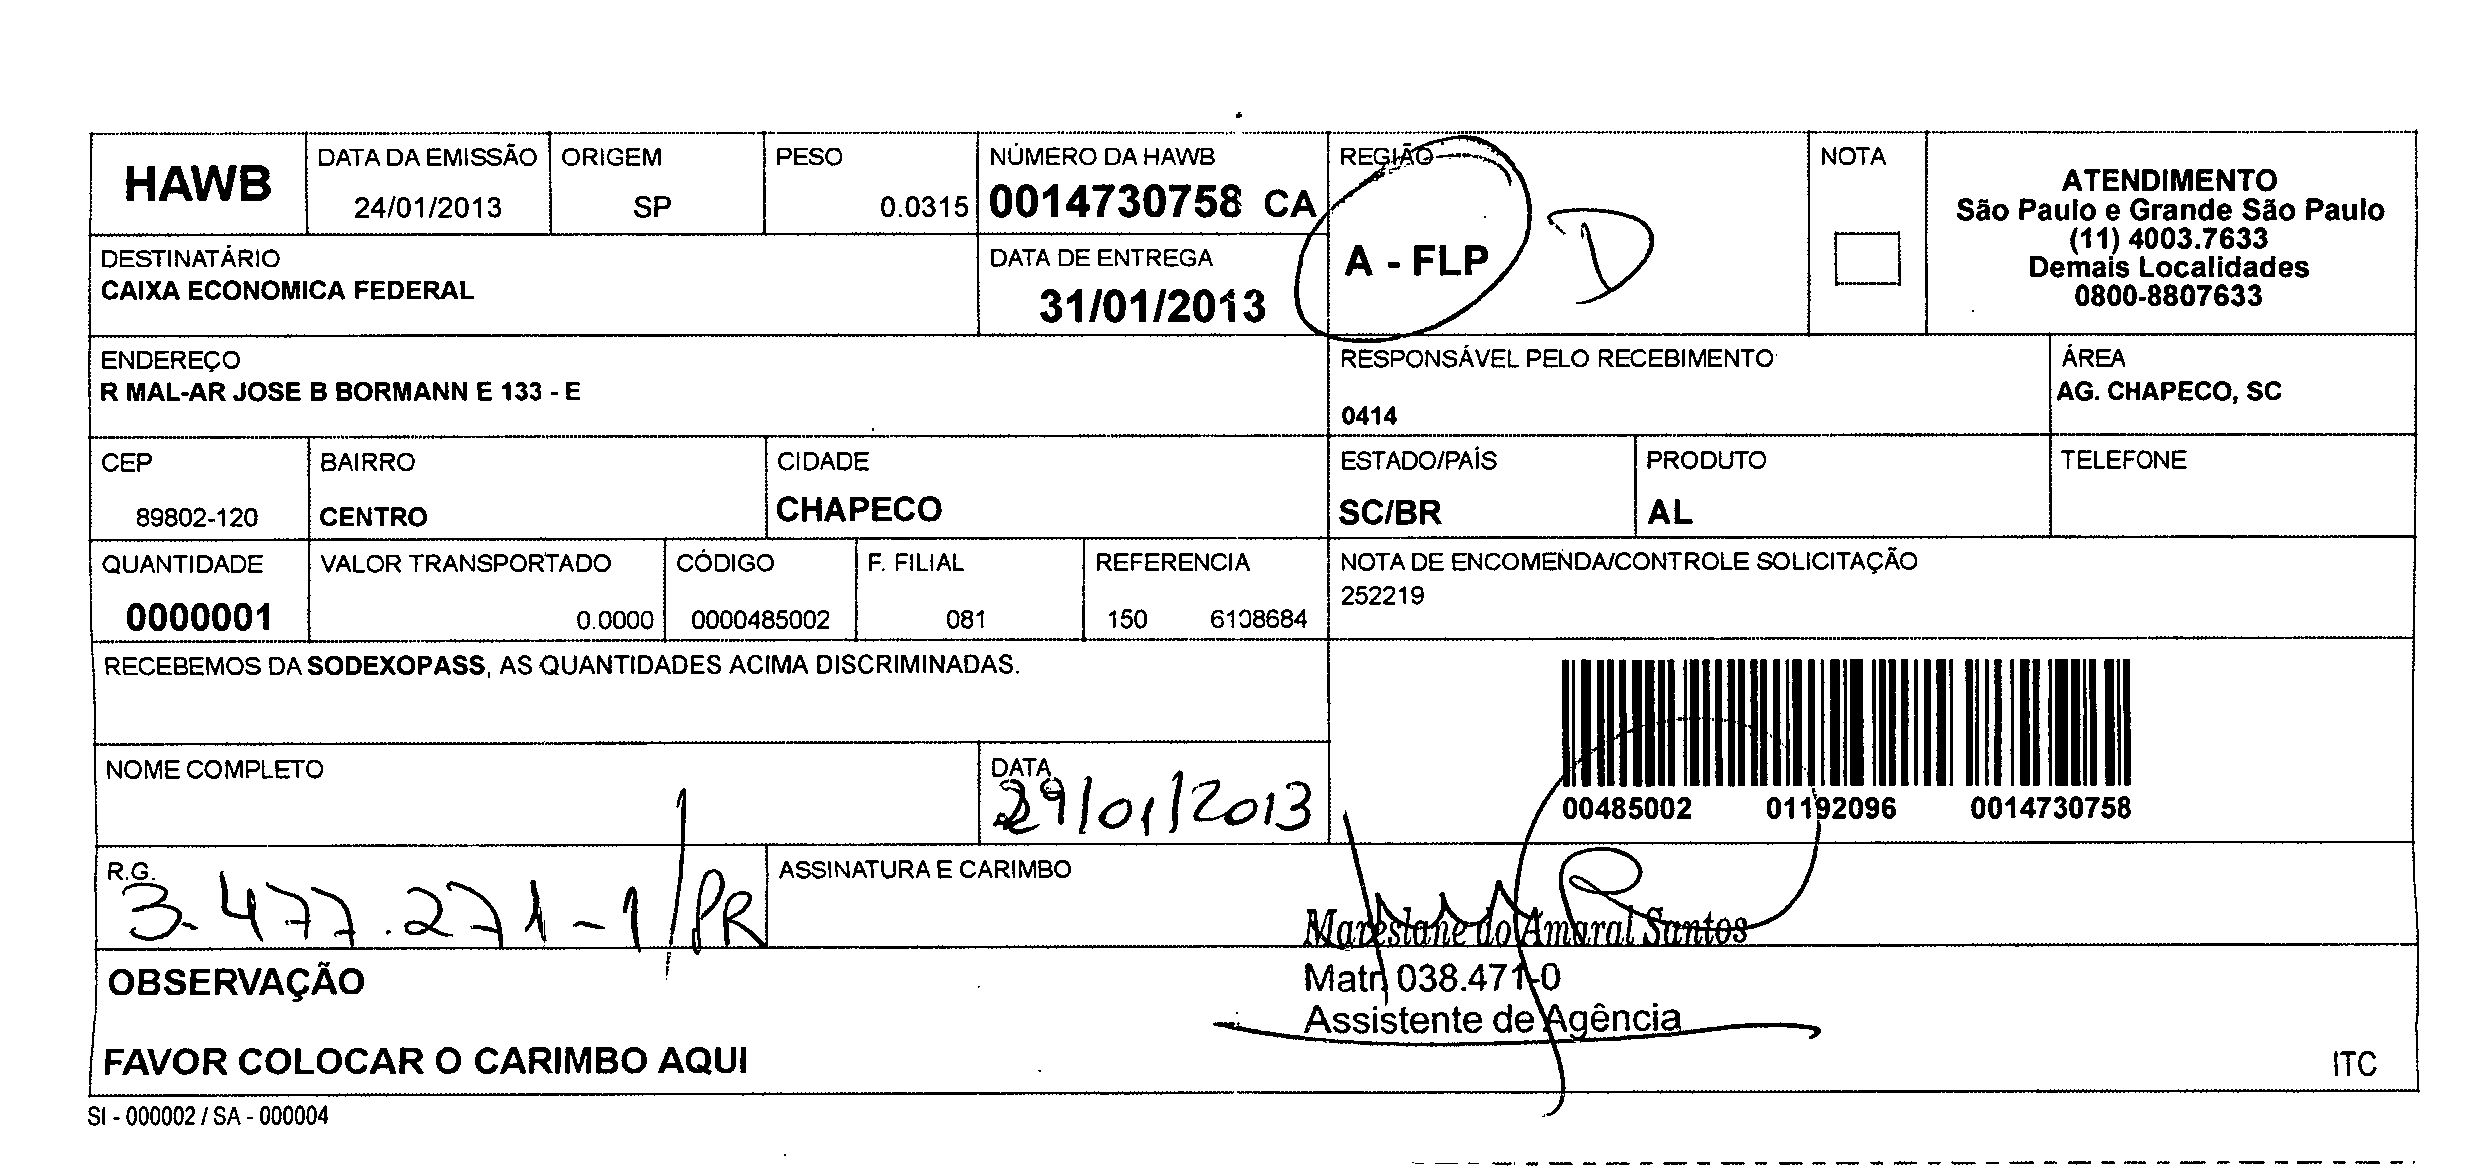 HAWB
DATA DA EMISSÃO
24/01/2013
ORIGEM
SP
PESO
0.0315
NÚMERO DA HAWB
0014730758 CA
REGIÃO
A - FLP
D
NOTA
ATENDIMENTO
São Paulo e Grande São Paulo
(11) 4003.7633
Demais Localidades
0800-8807633
DESTINATÁRIO
CAIXA ECONOMICA FEDERAL
DATA DE ENTREGA
31/01/2013
ENDEREÇO
R MAL-AR JOSE B BORMANN E 133 - E
RESPONSÁVEL PELO RECEBIMENTO
0414
ÁREA
AG. CHAPECO, SC
CEP
89802-120
BAIRRO
CENTRO
CIDADE
CHAPECO
ESTADO/PAÍS
SC/BR
PRODUTO
AL
TELEFONE
QUANTIDADE
0000001
VALOR TRANSPORTADO
0.0000
CÓDIGO
0000485002
F. FILIAL
081
REFERENCIA
150 6108684
NOTA DE ENCOMENDA/CONTROLE SOLICITAÇÃO
252219
RECEBEMOS DA SODEXOPASS, AS QUANTIDADES ACIMA DISCRIMINADAS.
00485002 01192096 0014730758
NOME COMPLETO
DATA
29/01/2013
R.G.
3.477.271-1/PR
ASSINATURA E CARIMBO
Mareslane do Amaral Santos
Matr. 038.471-0
Assistente de Agência
OBSERVAÇÃO
FAVOR COLOCAR O CARIMBO AQUI
ITC
SI - 000002 / SA - 000004